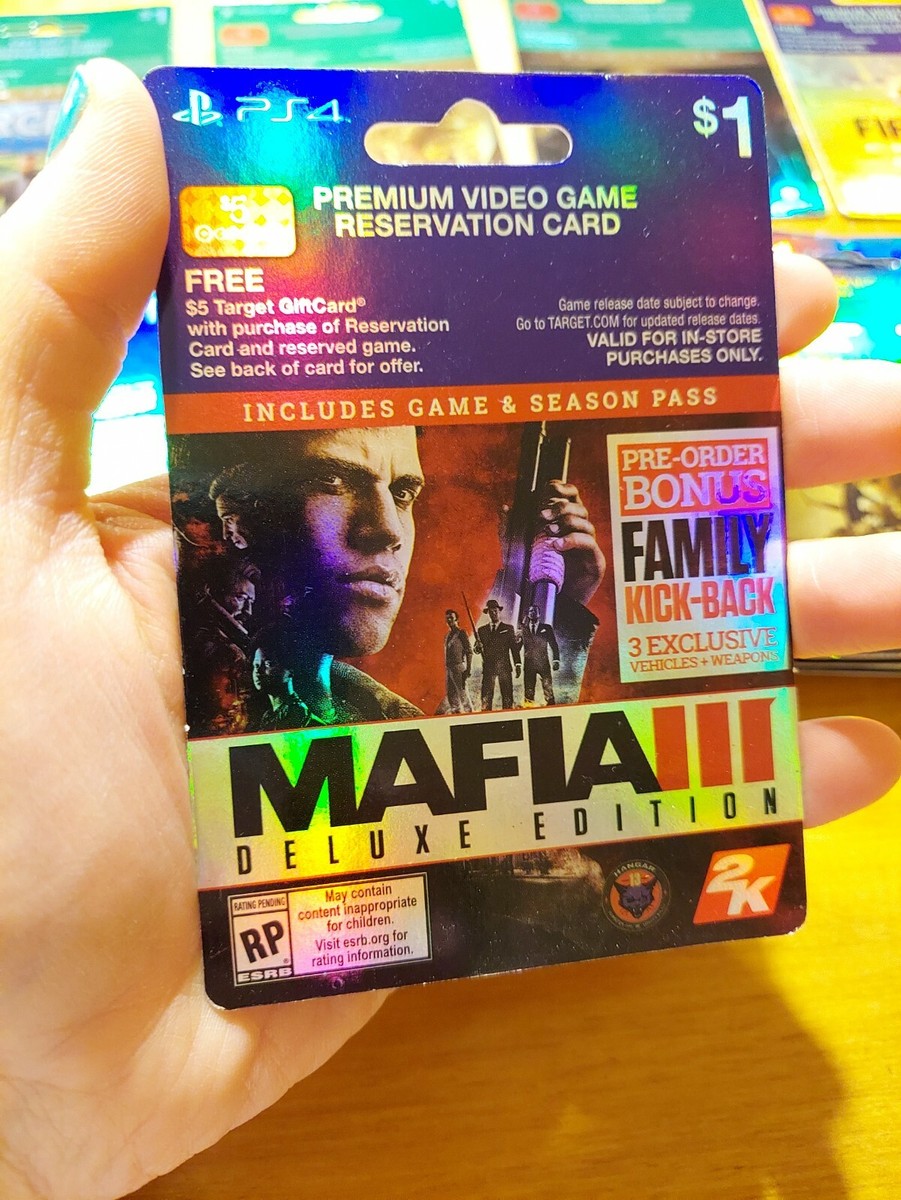 PS4
$1
PREMIUM VIDEO GAME
RESERVATION CARD
$5
FREE
$5 Target GiftCard®
with purchase of Reservation
Card and reserved game.
See back of card for offer.
Game release date subject to change.
Go to TARGET.COM for updated release dates.
VALID FOR IN-STORE
PURCHASES ONLY.
INCLUDES GAME & SEASON PASS
PRE-ORDER
BONUS
FAMILY
KICK-BACK
3 EXCLUSIVE
VEHICLES + WEAPONS
MAFIA III
DELUXE EDITION
RATING PENDING
RP
ESRB
May contain
content inappropriate
for children.
Visit esrb.org for
rating information.
HANGAR
13
2K